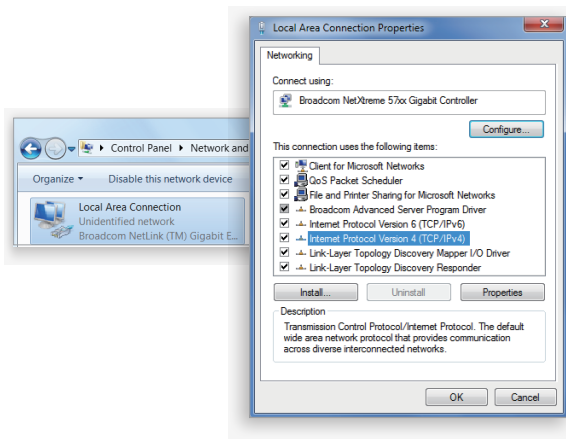 Control Panel Network and
Organize Disable this network device
Local Area Connection
Unidentified network
Broadcom NetLink (TM) Gigabit E...
Local Area Connection Properties
Networking
Connect using:
Broadcom NetXtreme 57xx Gigabit Controller
Configure...
This connection uses the following items:
Client for Microsoft Networks
QoS Packet Scheduler
File and Printer Sharing for Microsoft Networks
Broadcom Advanced Server Program Driver
Internet Protocol Version 6 (TCP/IPv6)
Internet Protocol Version 4 (TCP/IPv4)
Link-Layer Topology Discovery Mapper I/O Driver
Link-Layer Topology Discovery Responder
Install... Uninstall Properties
Description
Transmission Control Protocol/Internet Protocol. The default
wide area network protocol that provides communication
across diverse interconnected networks.
OK Cancel